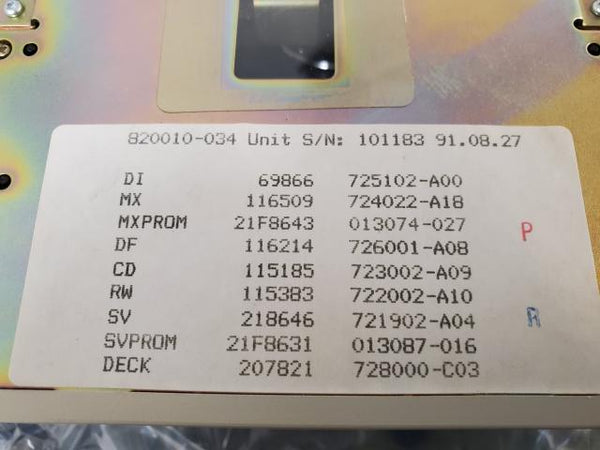 820010-034 Unit S/N: 101183 91.08.27
DI 69866 725102-A00
MX 116509 724022-A18
MXPROM 21F8643 013074-027
P
DF 116214 726001-A08
CD 115185 723002-A09
RW 115383 722002-A10
SV 218646 721902-A04
R
SVPROM 21F8631 013087-016
DECK 207821 728000-C03